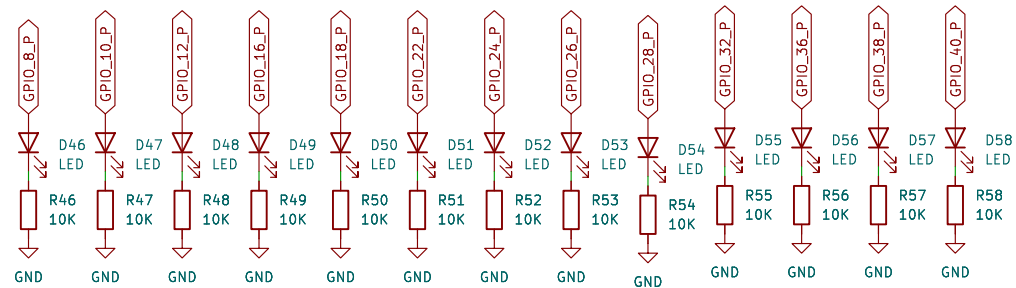 GPIO_8_P
GPIO_10_P
GPIO_12_P
GPIO_16_P
GPIO_18_P
GPIO_22_P
GPIO_24_P
GPIO_26_P
GPIO_28_P
GPIO_32_P
GPIO_36_P
GPIO_38_P
GPIO_40_P
D46
LED
D47
LED
D48
LED
D49
LED
D50
LED
D51
LED
D52
LED
D53
LED
D54
LED
D55
LED
D56
LED
D57
LED
D58
LED
R46
10K
R47
10K
R48
10K
R49
10K
R50
10K
R51
10K
R52
10K
R53
10K
R54
10K
R55
10K
R56
10K
R57
10K
R58
10K
GND
GND
GND
GND
GND
GND
GND
GND
GND
GND
GND
GND
GND